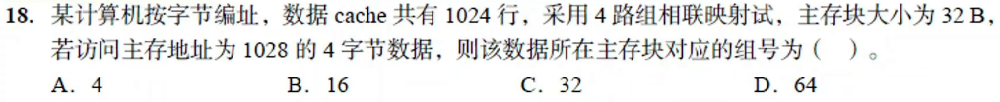 18. 某计算机按字节编址，数据 cache 共有 1024 行，采用 4 路组相联映射试，主存块大小为 32 B，
若访问主存地址为 1028 的 4 字节数据，则该数据所在主存块对应的组号为（ ）。
A. 4 B. 16 C. 32 D. 64